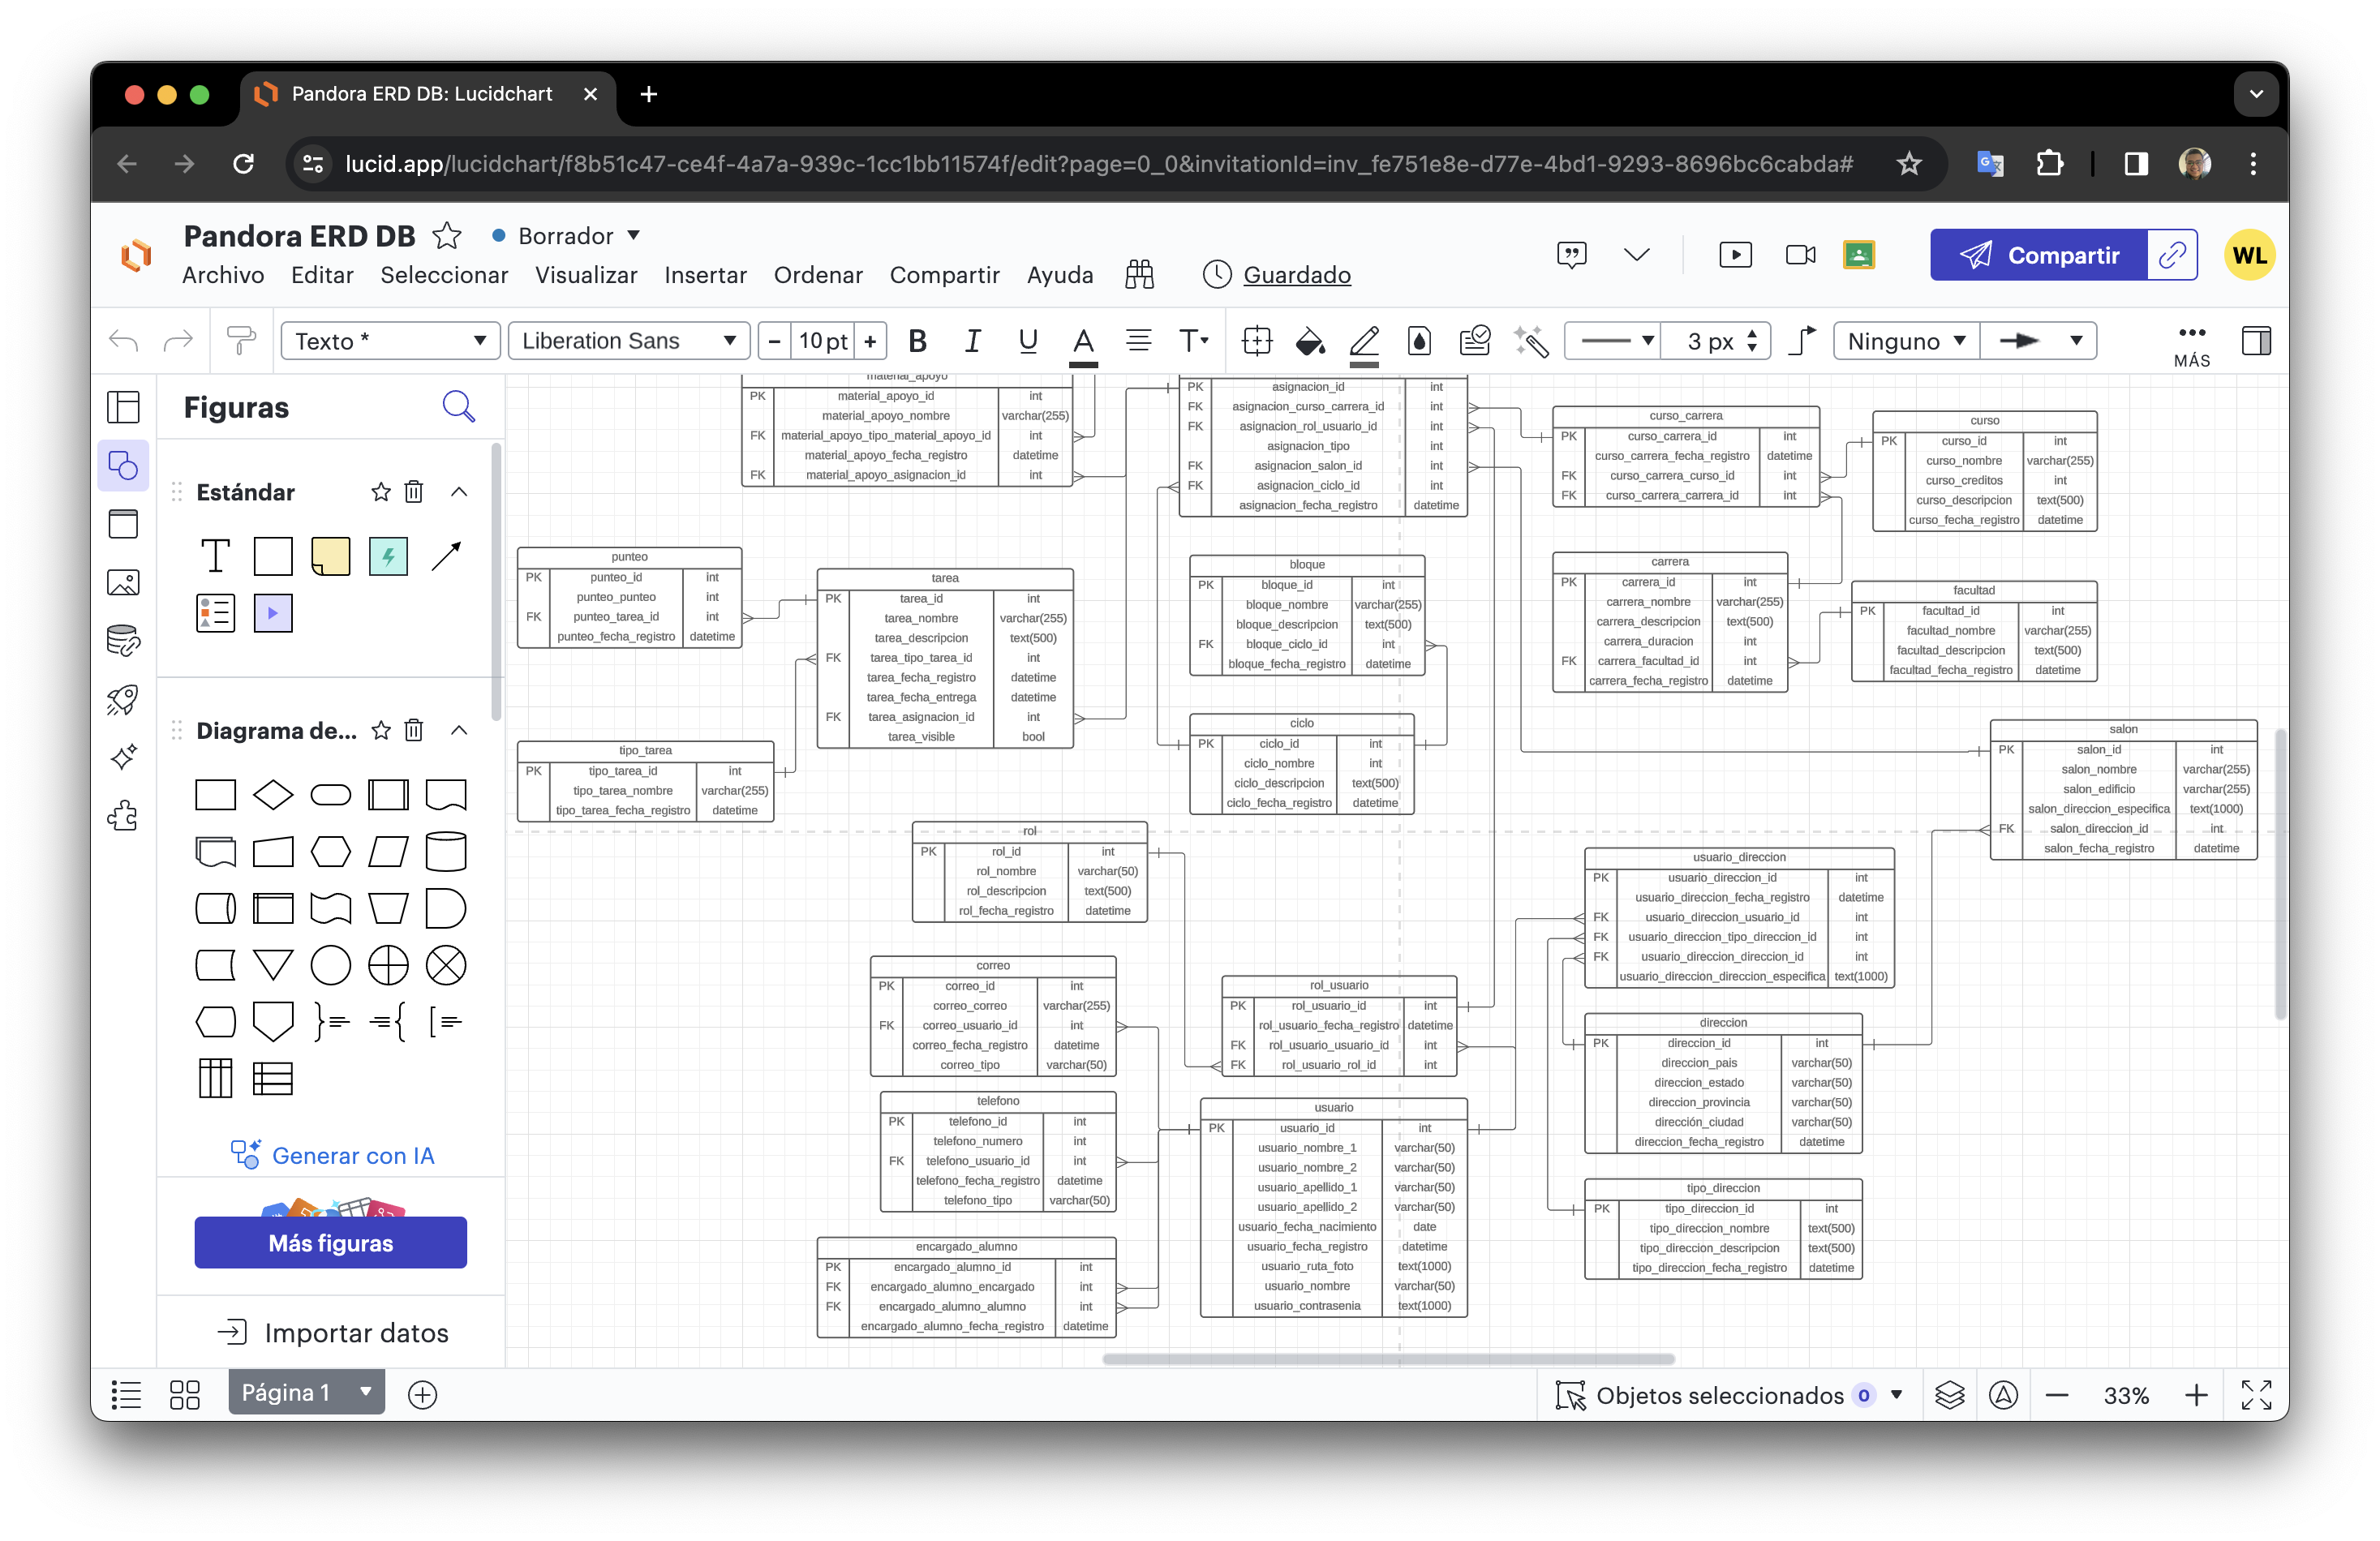 Pandora ERD DB: Lucidchart
lucid.app/lucidchart/f8b51c47-ce4f-4a7a-939c-1cc1bb11574f/edit?page=0_0&invitationId=inv_fe751e8e-d77e-4bd1-9293-8696bc6cabda#
Pandora ERD DB
Borrador
Archivo Editar Seleccionar Visualizar Insertar Ordenar Compartir Ayuda
Guardado
Compartir
WL
Texto *
Liberation Sans
10 pt
B I U A T
3 px
Ninguno
MÁS
Figuras
Estándar
T
Diagrama de...
Generar con IA
Más figuras
Importar datos
material_apoyo
PK material_apoyo_id int
material_apoyo_nombre varchar(255)
FK material_apoyo_tipo_material_apoyo_id int
material_apoyo_fecha_registro datetime
FK material_apoyo_asignacion_id int
PK asignacion_id int
FK asignacion_curso_carrera_id int
FK asignacion_rol_usuario_id int
asignacion_tipo int
FK asignacion_salon_id int
FK asignacion_ciclo_id int
asignacion_fecha_registro datetime
curso_carrera
PK curso_carrera_id int
curso_carrera_fecha_registro datetime
FK curso_carrera_curso_id int
FK curso_carrera_carrera_id int
curso
PK curso_id int
curso_nombre varchar(255)
curso_creditos int
curso_descripcion text(500)
curso_fecha_registro datetime
punteo
PK punteo_id int
punteo_punteo int
FK punteo_tarea_id int
punteo_fecha_registro datetime
tarea
PK tarea_id int
tarea_nombre varchar(255)
tarea_descripcion text(500)
FK tarea_tipo_tarea_id int
tarea_fecha_registro datetime
tarea_fecha_entrega datetime
FK tarea_asignacion_id int
tarea_visible bool
bloque
PK bloque_id int
bloque_nombre varchar(255)
bloque_descripcion text(500)
FK bloque_ciclo_id int
bloque_fecha_registro datetime
carrera
PK carrera_id int
carrera_nombre varchar(255)
carrera_descripcion text(500)
carrera_duracion int
FK carrera_facultad_id int
carrera_fecha_registro datetime
facultad
PK facultad_id int
facultad_nombre varchar(255)
facultad_descripcion text(500)
facultad_fecha_registro datetime
tipo_tarea
PK tipo_tarea_id int
tipo_tarea_nombre varchar(255)
tipo_tarea_fecha_registro datetime
ciclo
PK ciclo_id int
ciclo_nombre int
ciclo_descripcion text(500)
ciclo_fecha_registro datetime
salon
PK salon_id int
salon_nombre varchar(255)
salon_edificio varchar(255)
salon_direccion_especifica text(1000)
FK salon_direccion_id int
salon_fecha_registro datetime
rol
PK rol_id int
rol_nombre varchar(50)
rol_descripcion text(500)
rol_fecha_registro datetime
usuario_direccion
PK usuario_direccion_id int
usuario_direccion_fecha_registro datetime
FK usuario_direccion_usuario_id int
FK usuario_direccion_tipo_direccion_id int
FK usuario_direccion_direccion_id int
usuario_direccion_direccion_especifica text(1000)
correo
PK correo_id int
correo_correo varchar(255)
FK correo_usuario_id int
correo_fecha_registro datetime
correo_tipo varchar(50)
rol_usuario
PK rol_usuario_id int
rol_usuario_fecha_registro datetime
FK rol_usuario_usuario_id int
FK rol_usuario_rol_id int
direccion
PK direccion_id int
direccion_pais varchar(50)
direccion_estado varchar(50)
direccion_provincia varchar(50)
dirección_ciudad varchar(50)
direccion_fecha_registro datetime
telefono
PK telefono_id int
telefono_numero int
FK telefono_usuario_id int
telefono_fecha_registro datetime
telefono_tipo varchar(50)
usuario
PK usuario_id int
usuario_nombre_1 varchar(50)
usuario_nombre_2 varchar(50)
usuario_apellido_1 varchar(50)
usuario_apellido_2 varchar(50)
usuario_fecha_nacimiento date
usuario_fecha_registro datetime
usuario_ruta_foto text(1000)
usuario_nombre varchar(50)
usuario_contrasenia text(1000)
tipo_direccion
PK tipo_direccion_id int
tipo_direccion_nombre text(500)
tipo_direccion_descripcion text(500)
tipo_direccion_fecha_registro datetime
encargado_alumno
PK encargado_alumno_id int
FK encargado_alumno_encargado int
FK encargado_alumno_alumno int
encargado_alumno_fecha_registro datetime
Página 1
Objetos seleccionados 0
33%